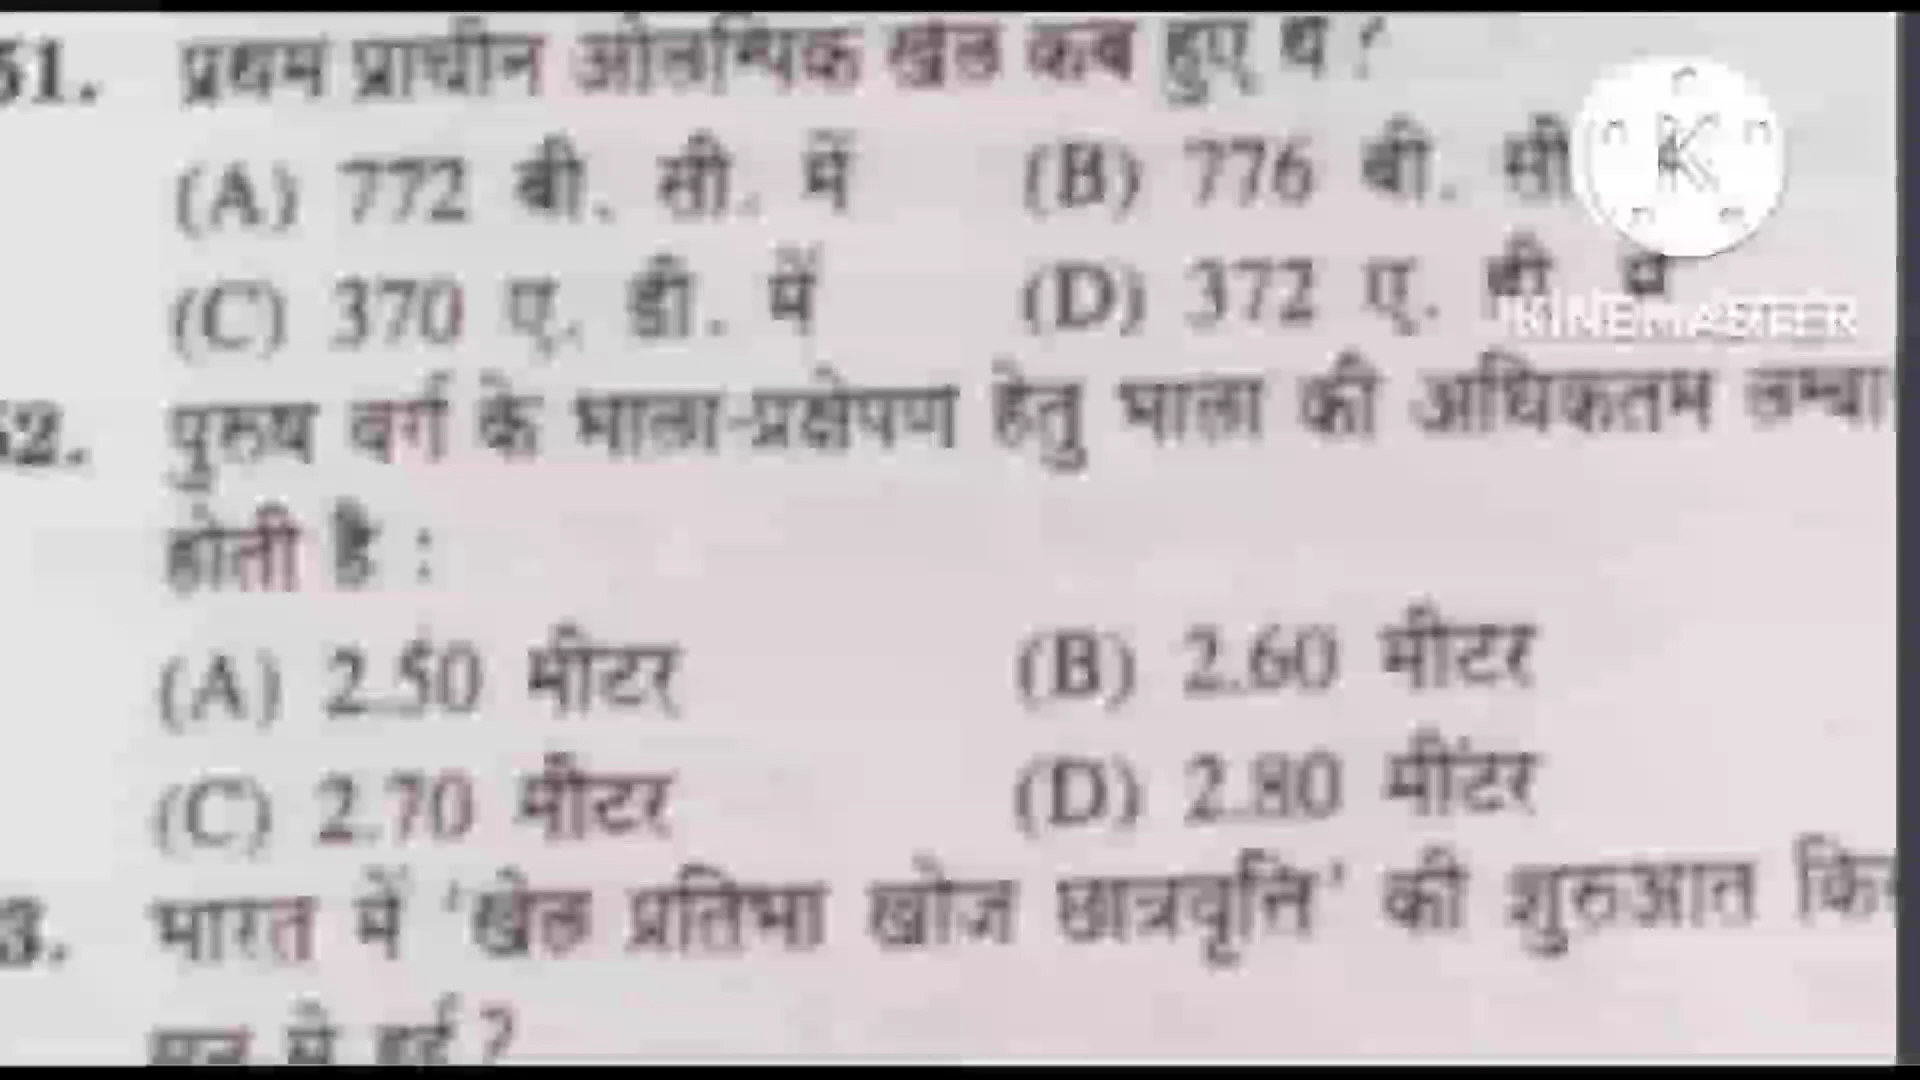 51. प्रथम प्राचीन ओलम्पिक खेल कब हुए थे ?
(A) 772 बी. सी. में (B) 776 बी. सी
(C) 370 ए. डी. में (D) 372 ए. डी. में
KINEMASTER
52. पुरुष वर्ग के भाला-प्रक्षेपण हेतु भाला की अधिकतम लम्बा
होती है :
(A) 2.50 मीटर (B) 2.60 मीटर
(C) 2.70 मीटर (D) 2.80 मीटर
3. भारत में 'खेल प्रतिभा खोज छात्रवृत्ति' की शुरुआत कि
से हुई ?